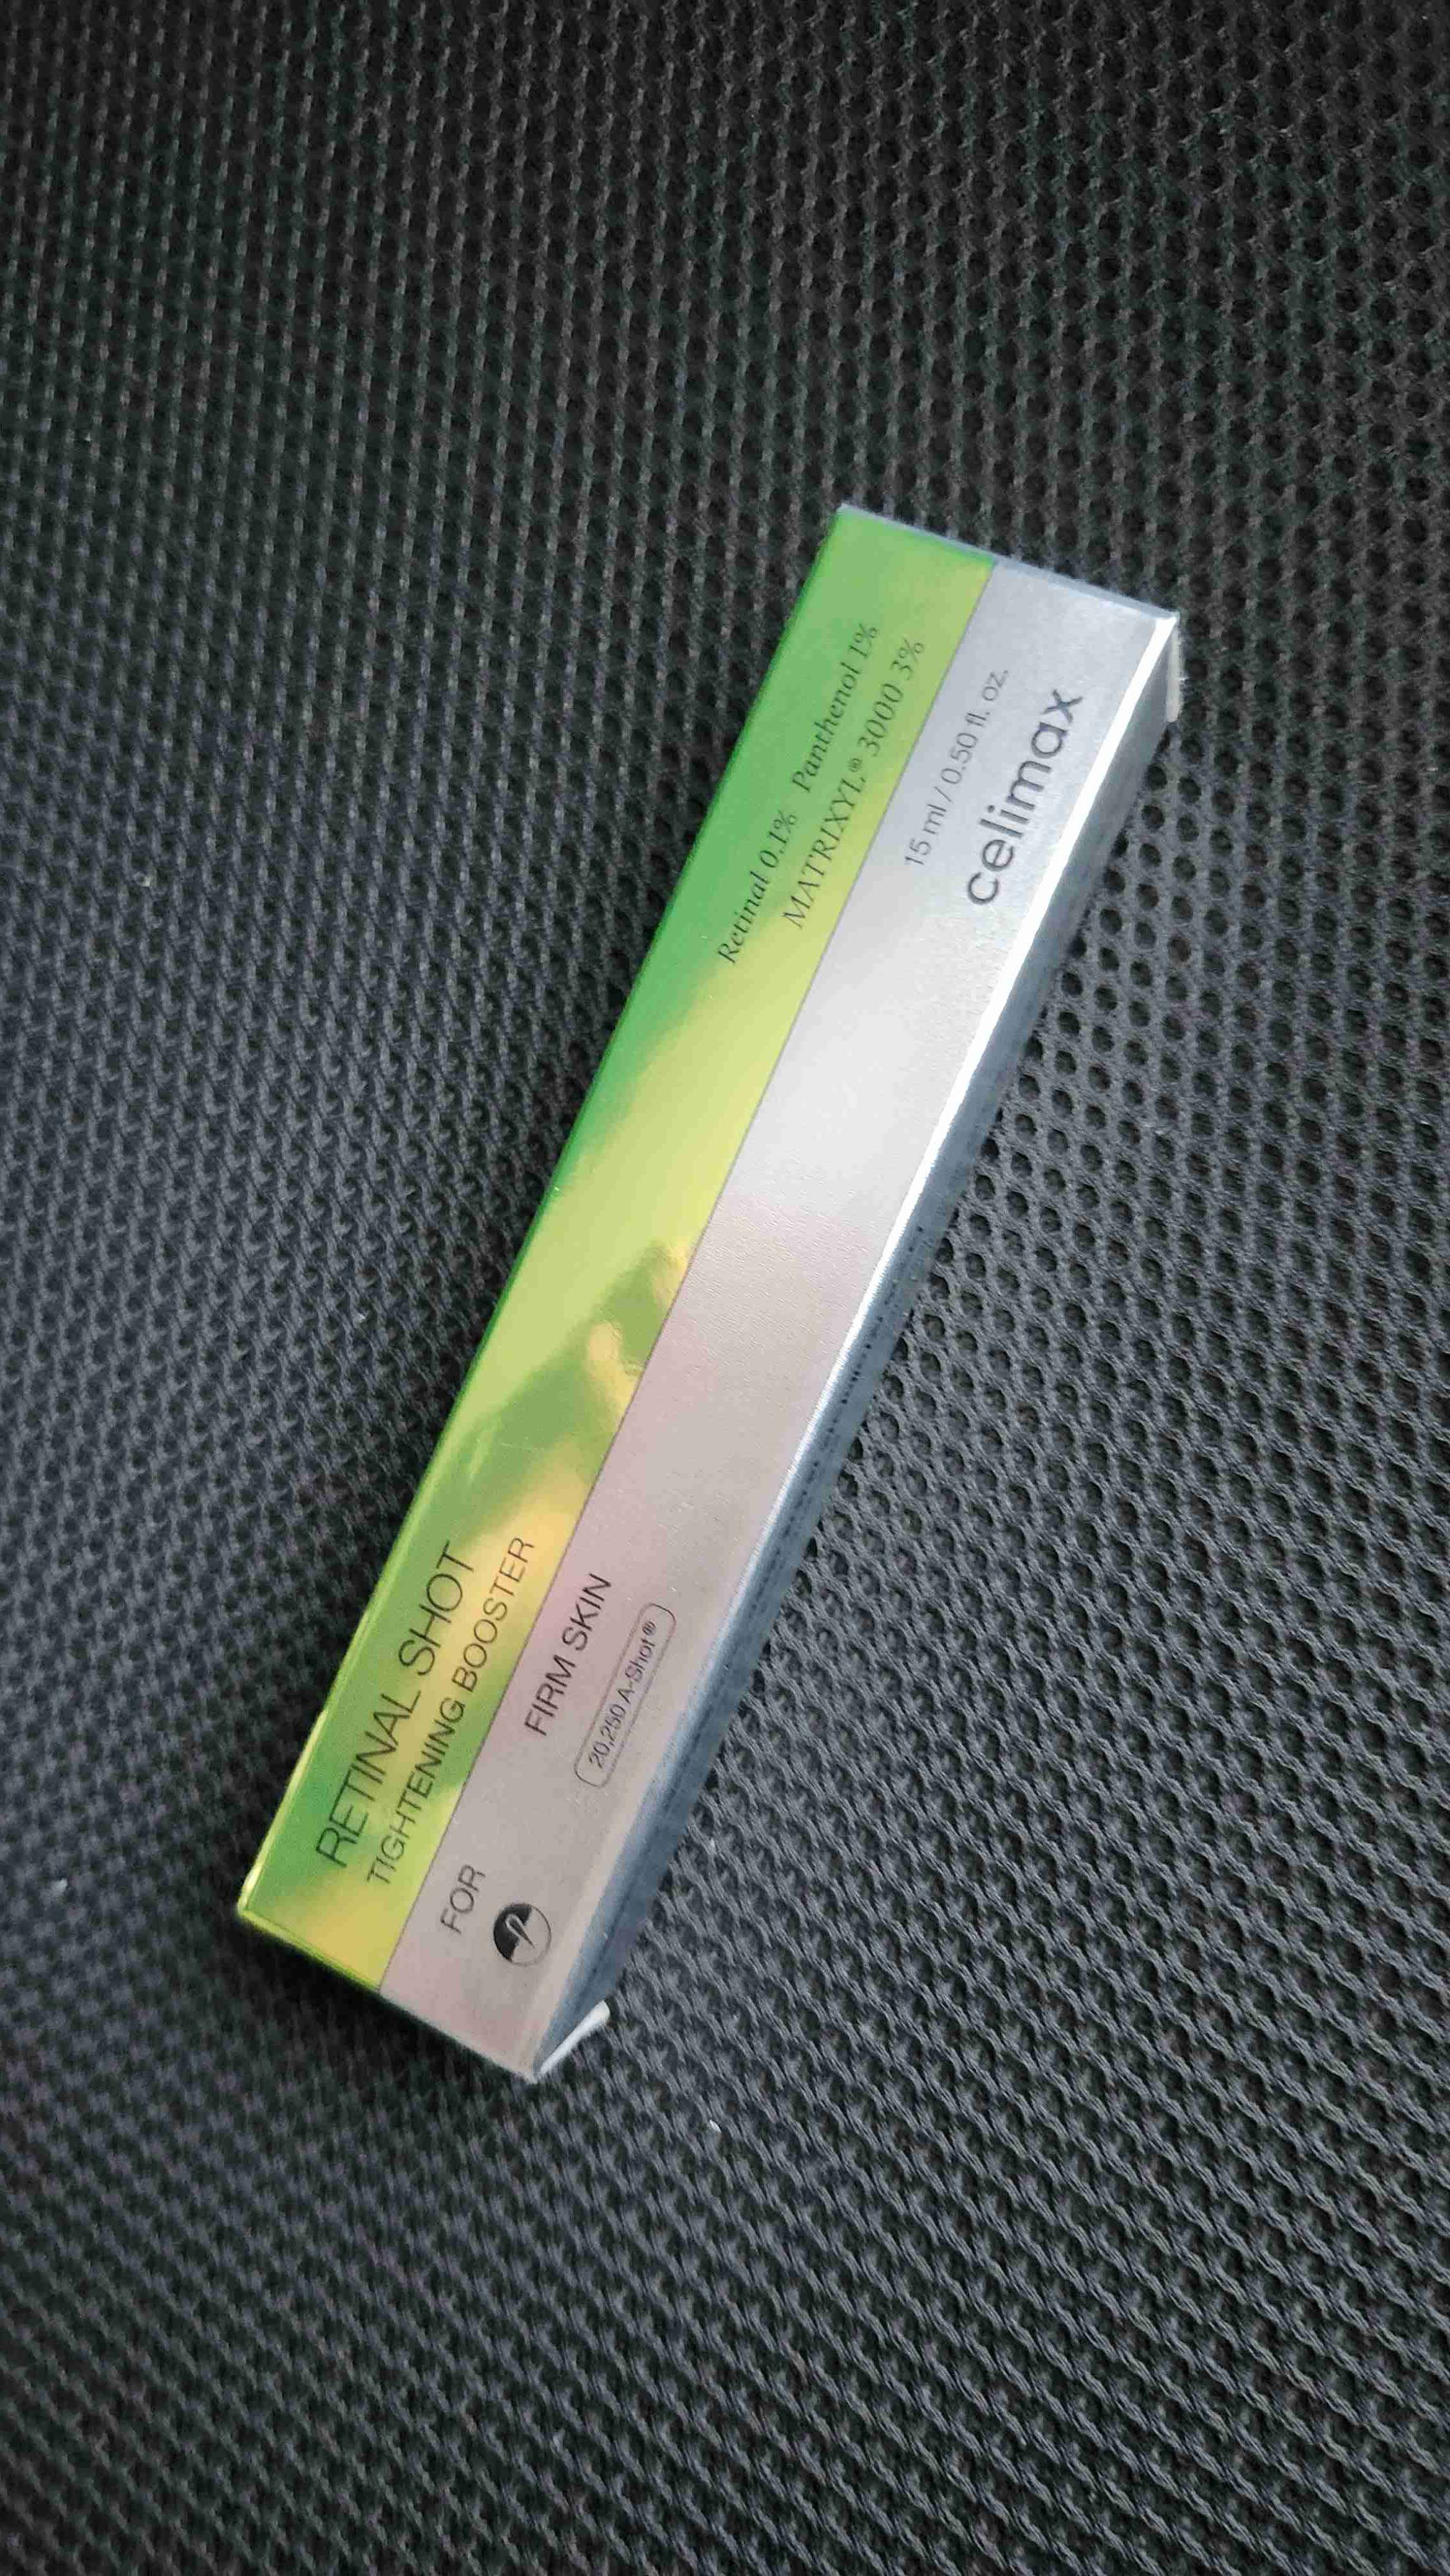 RETINAL SHOT
TIGHTENING BOOSTER
Retinal 0.1% Panthenol 1%
MATRIXYL® 3000 3%
FOR
FIRM SKIN
20,250 A-Shot®
15 ml / 0.50 fl. oz.
celimax